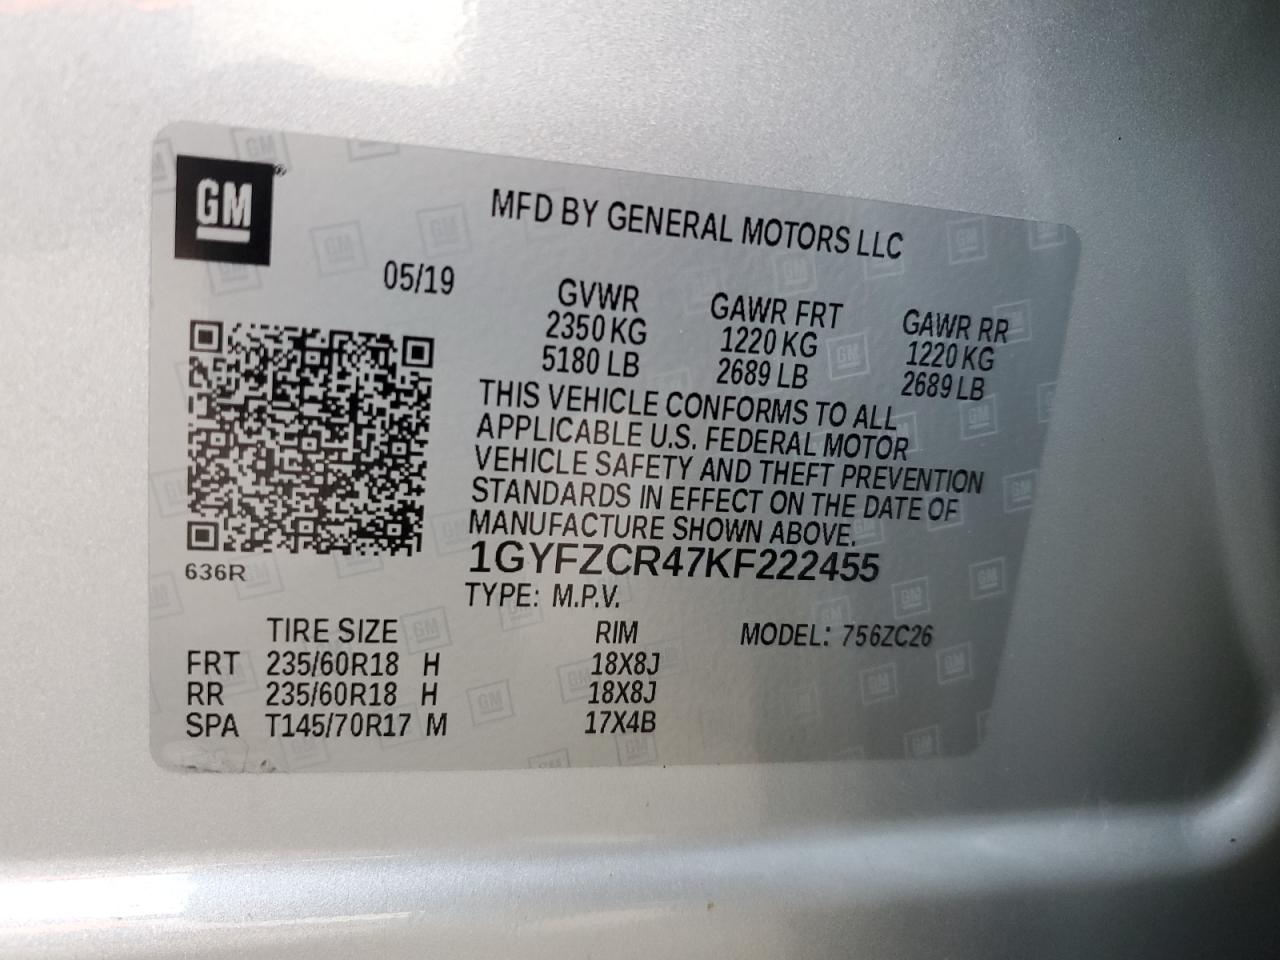 GM
MFD BY GENERAL MOTORS LLC
05/19
GVWR GAWR FRT GAWR RR
2350 KG 1220 KG 1220 KG
5180 LB 2689 LB 2689 LB
THIS VEHICLE CONFORMS TO ALL
APPLICABLE U.S. FEDERAL MOTOR
VEHICLE SAFETY AND THEFT PREVENTION
STANDARDS IN EFFECT ON THE DATE OF
MANUFACTURE SHOWN ABOVE.
1GYFZCR47KF222455
636R
TYPE: M.P.V.
TIRE SIZE RIM MODEL: 756ZC26
FRT 235/60R18 H 18X8J
RR 235/60R18 H 18X8J
SPA T145/70R17 M 17X4B